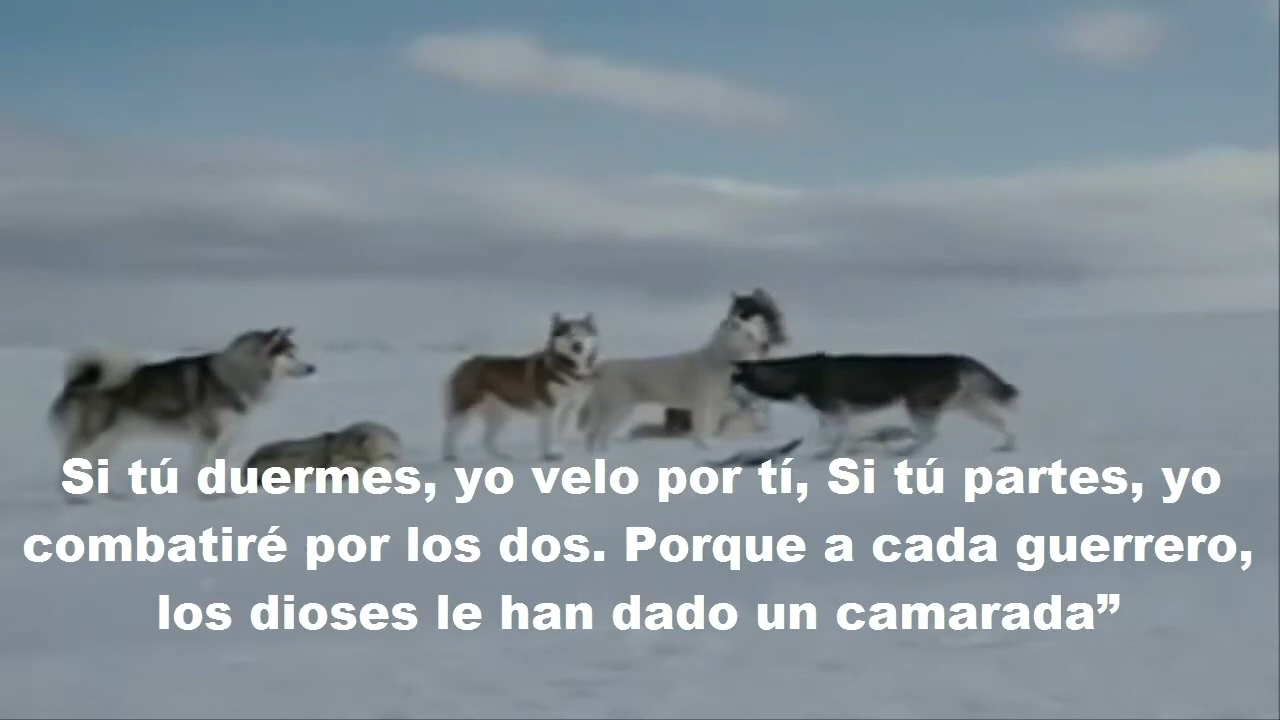 Si tú duermes, yo velo por tí, Si tú partes, yo
combatiré por los dos. Porque a cada guerrero,
los dioses le han dado un camarada”